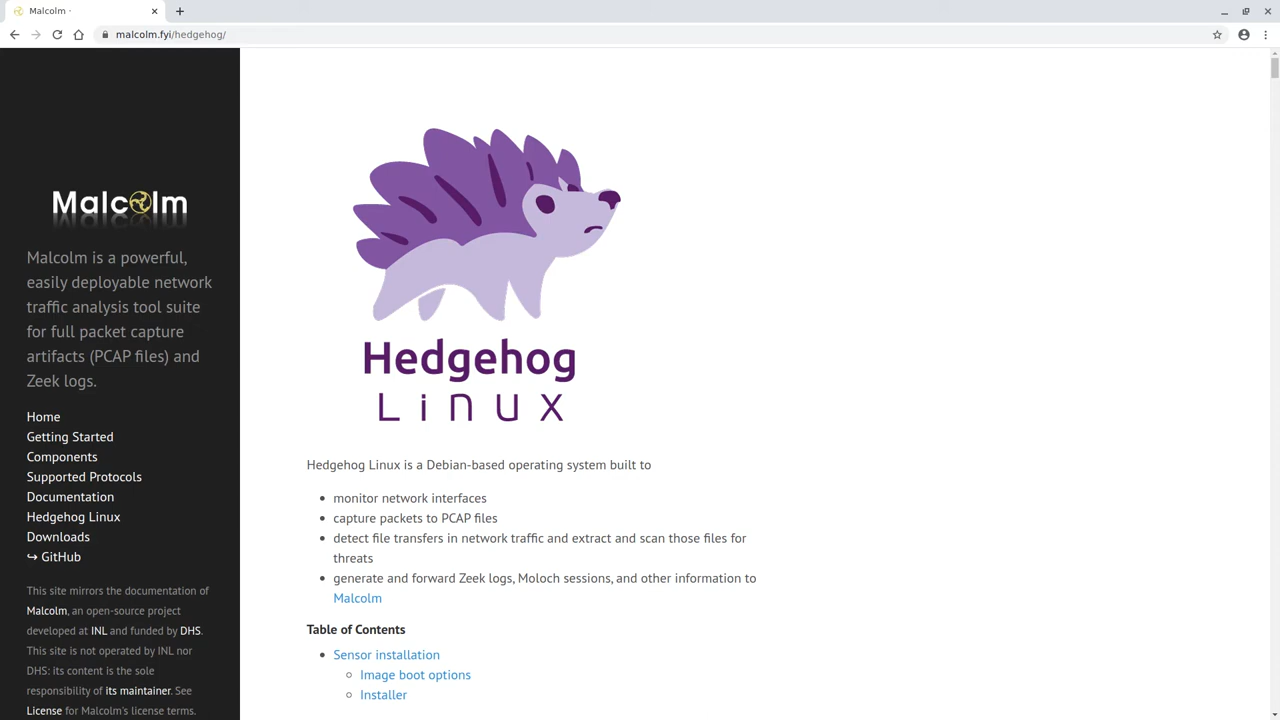 Malcolm ·
malcolm.fyi/hedgehog/
Malcolm
Malcolm is a powerful,
easily deployable network
traffic analysis tool suite
for full packet capture
artifacts (PCAP files) and
Zeek logs.
Home
Getting Started
Components
Supported Protocols
Documentation
Hedgehog Linux
Downloads
↪ GitHub
This site mirrors the documentation of
Malcolm, an open-source project
developed at INL and funded by DHS.
This site is not operated by INL nor
DHS: its content is the sole
responsibility of its maintainer. See
License for Malcolm's license terms.
Hedgehog
Linux
Hedgehog Linux is a Debian-based operating system built to
• monitor network interfaces
• capture packets to PCAP files
• detect file transfers in network traffic and extract and scan those files for
threats
• generate and forward Zeek logs, Moloch sessions, and other information to
Malcolm
Table of Contents
• Sensor installation
◦ Image boot options
◦ Installer